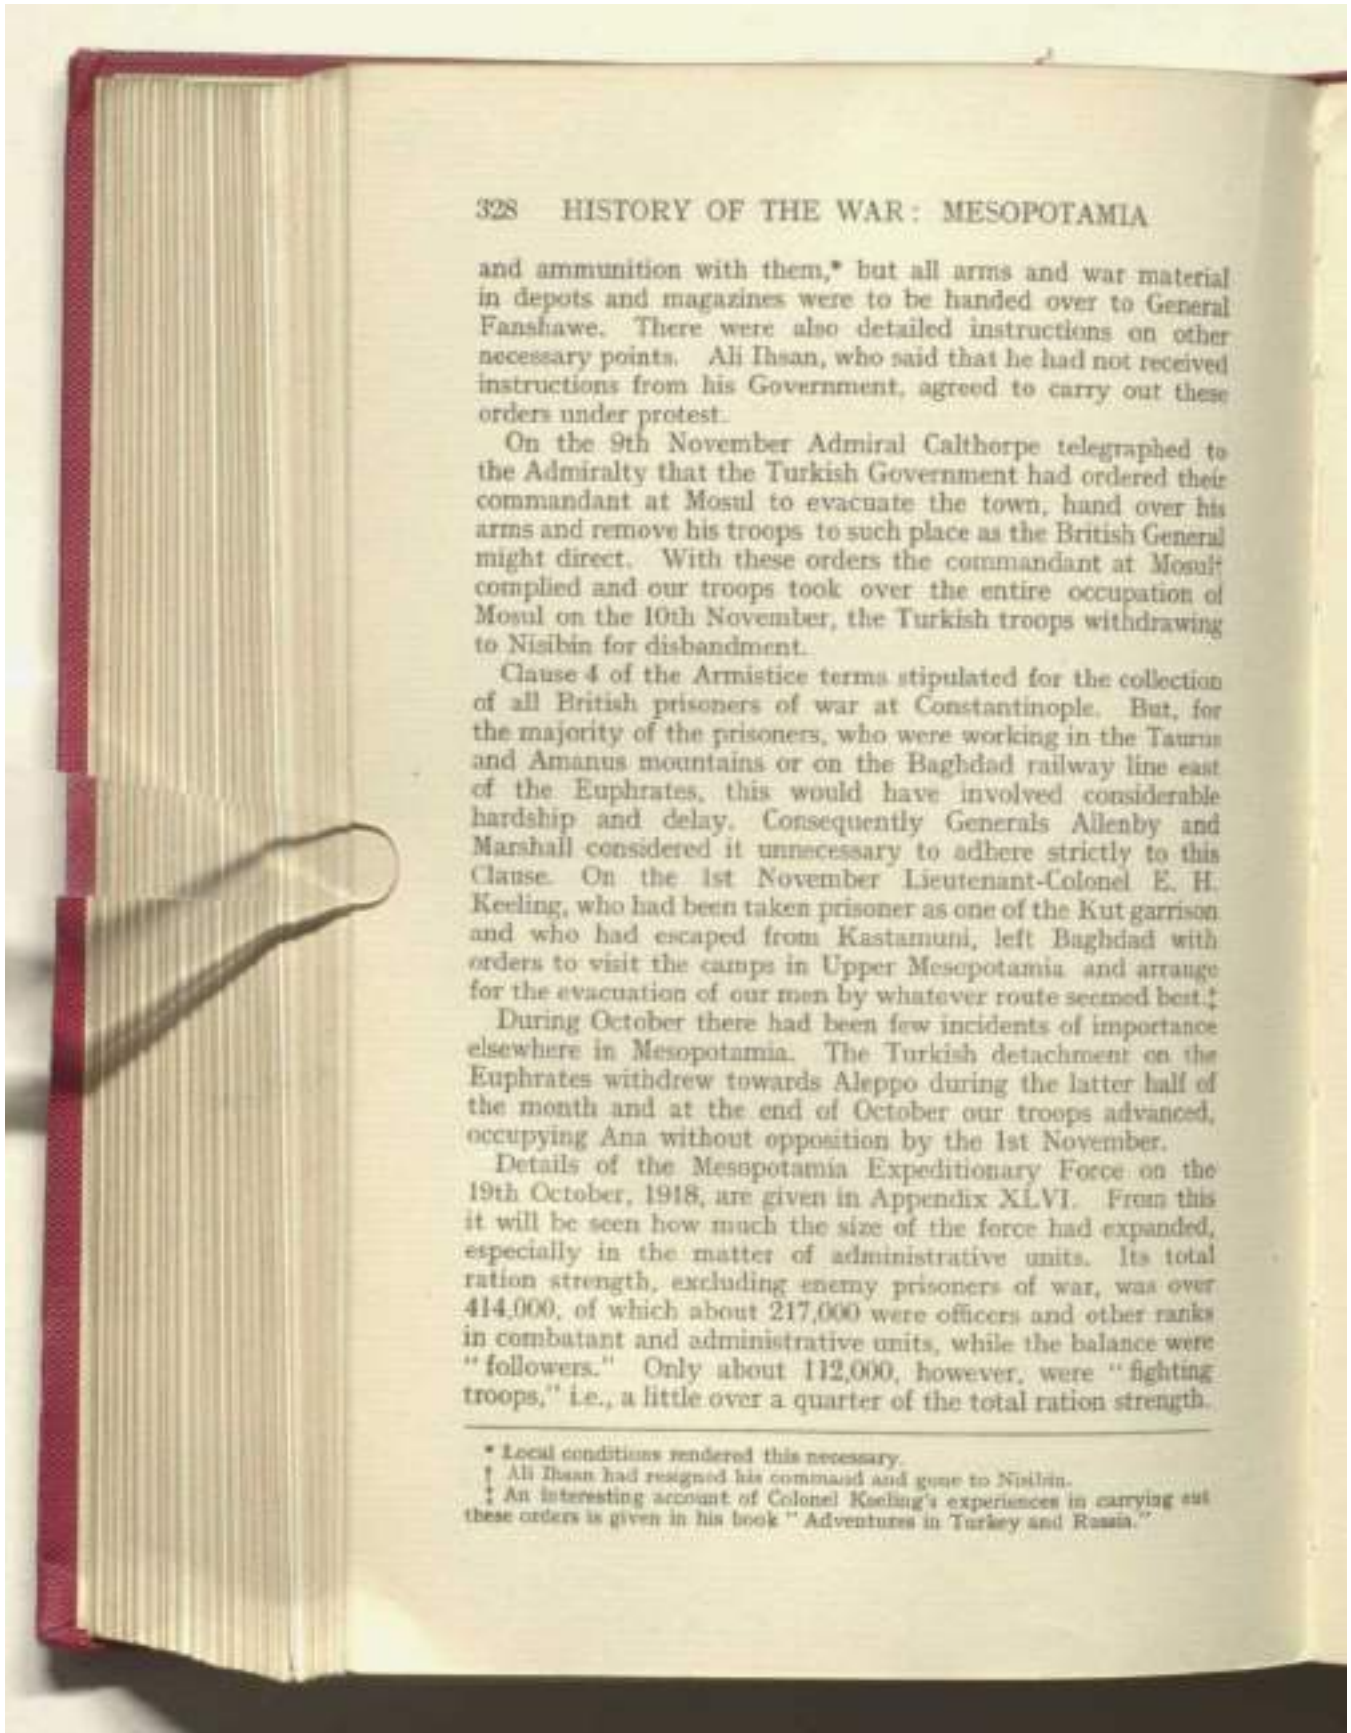 328 HISTORY OF THE WAR: MESOPOTAMIA
and ammunition with them,* but all arms and war material
in depots and magazines were to be handed over to General
Fanshawe. There were also detailed instructions on other
necessary points. Ali Ihsan, who said that he had not received
instructions from his Government, agreed to carry out these
orders under protest.
On the 9th November Admiral Calthorpe telegraphed to
the Admiralty that the Turkish Government had ordered their
commandant at Mosul to evacuate the town, hand over his
arms and remove his troops to such place as the British General
might direct. With these orders the commandant at Mosul†
complied and our troops took over the entire occupation of
Mosul on the 10th November, the Turkish troops withdrawing
to Nisibin for disbandment.
Clause 4 of the Armistice terms stipulated for the collection
of all British prisoners of war at Constantinople. But, for
the majority of the prisoners, who were working in the Taurus
and Amanus mountains or on the Baghdad railway line east
of the Euphrates, this would have involved considerable
hardship and delay. Consequently Generals Allenby and
Marshall considered it unnecessary to adhere strictly to this
Clause. On the 1st November Lieutenant-Colonel E. H.
Keeling, who had been taken prisoner as one of the Kut garrison
and who had escaped from Kastamuni, left Baghdad with
orders to visit the camps in Upper Mesopotamia and arrange
for the evacuation of our men by whatever route seemed best.‡
During October there had been few incidents of importance
elsewhere in Mesopotamia. The Turkish detachment on the
Euphrates withdrew towards Aleppo during the latter half of
the month and at the end of October our troops advanced,
occupying Ana without opposition by the 1st November.
Details of the Mesopotamia Expeditionary Force on the
19th October, 1918, are given in Appendix XLVI. From this
it will be seen how much the size of the force had expanded,
especially in the matter of administrative units. Its total
ration strength, excluding enemy prisoners of war, was over
414,000, of which about 217,000 were officers and other ranks
in combatant and administrative units, while the balance were
"followers." Only about 112,000, however, were "fighting
troops," i.e., a little over a quarter of the total ration strength.
* Local conditions rendered this necessary.
† Ali Ihsan had resigned his command and gone to Nisibin.
‡ An interesting account of Colonel Keeling's experiences in carrying out
these orders is given in his book "Adventures in Turkey and Russia."